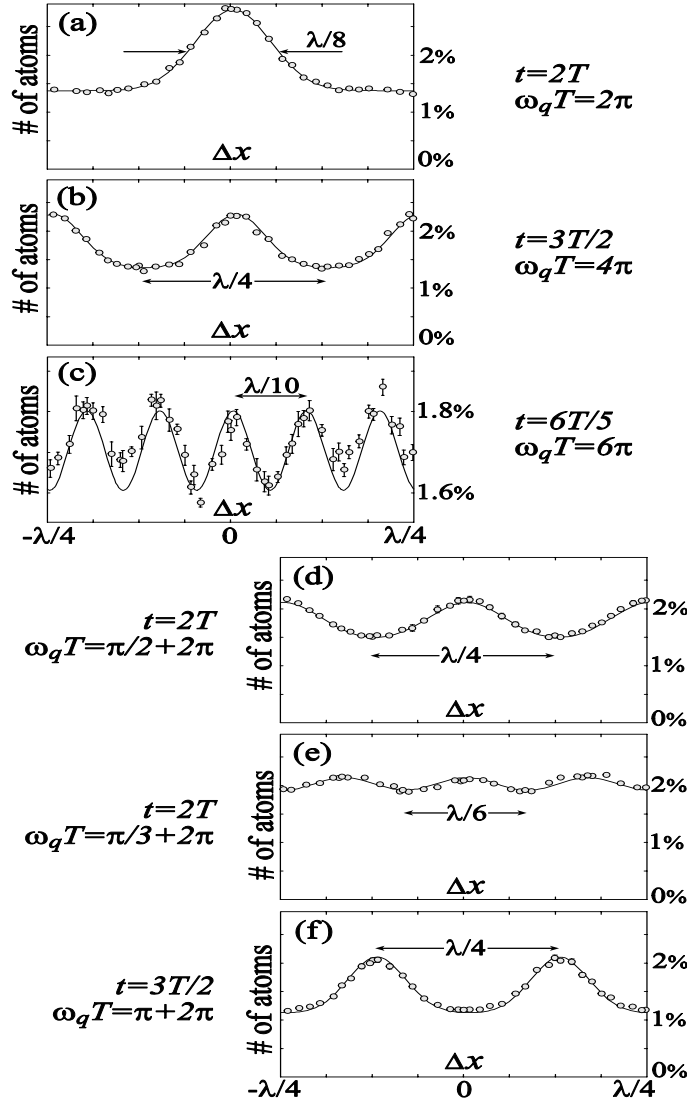 (a)
λ/8
2%
1%
0%
# of atoms
Δx
t=2T
ω_qT=2π
(b)
2%
1%
0%
# of atoms
λ/4
Δx
t=3T/2
ω_qT=4π
(c)
λ/10
1.8%
1.6%
# of atoms
Δx
-λ/4 0 λ/4
t=6T/5
ω_qT=6π
(d)
2%
1%
0%
# of atoms
λ/4
Δx
t=2T
ω_qT=π/2+2π
(e)
2%
1%
0%
# of atoms
λ/6
Δx
t=2T
ω_qT=π/3+2π
(f)
λ/4
2%
1%
0%
# of atoms
Δx
-λ/4 0 λ/4
t=3T/2
ω_qT=π+2π